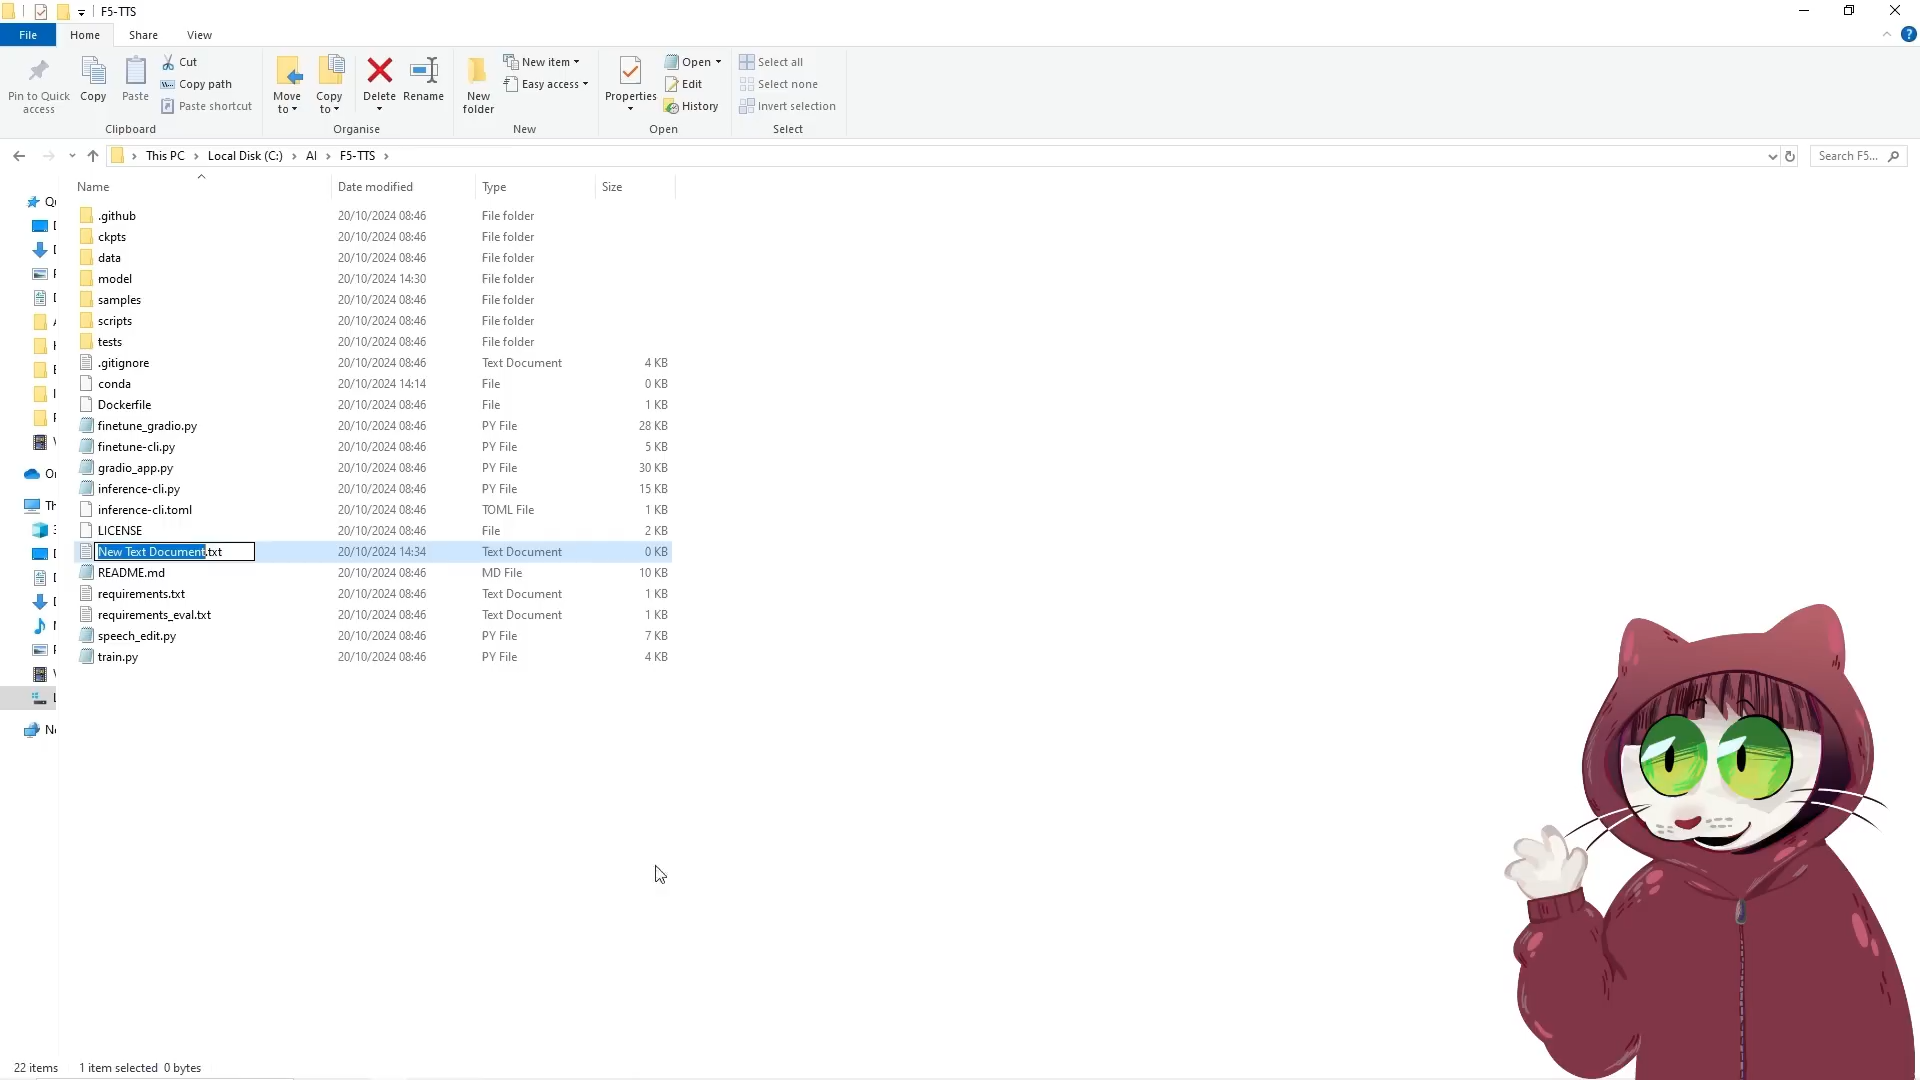 F5-TTS
File Home Share View
Pin to Quick access
Copy
Paste
Cut
Copy path
Paste shortcut
Clipboard
Move to
Copy to
Delete
Rename
Organise
New folder
New item
Easy access
New
Properties
Open
Edit
History
Open
Select all
Select none
Invert selection
Select
This PC > Local Disk (C:) > AI > F5-TTS >
Search F5...
Name Date modified Type Size
.github 20/10/2024 08:46 File folder
ckpts 20/10/2024 08:46 File folder
data 20/10/2024 08:46 File folder
model 20/10/2024 14:30 File folder
samples 20/10/2024 08:46 File folder
scripts 20/10/2024 08:46 File folder
tests 20/10/2024 08:46 File folder
.gitignore 20/10/2024 08:46 Text Document 4 KB
conda 20/10/2024 14:14 File 0 KB
Dockerfile 20/10/2024 08:46 File 1 KB
finetune_gradio.py 20/10/2024 08:46 PY File 28 KB
finetune-cli.py 20/10/2024 08:46 PY File 5 KB
gradio_app.py 20/10/2024 08:46 PY File 30 KB
inference-cli.py 20/10/2024 08:46 PY File 15 KB
inference-cli.toml 20/10/2024 08:46 TOML File 1 KB
LICENSE 20/10/2024 08:46 File 2 KB
New Text Document.txt 20/10/2024 14:34 Text Document 0 KB
README.md 20/10/2024 08:46 MD File 10 KB
requirements.txt 20/10/2024 08:46 Text Document 1 KB
requirements_eval.txt 20/10/2024 08:46 Text Document 1 KB
speech_edit.py 20/10/2024 08:46 PY File 7 KB
train.py 20/10/2024 08:46 PY File 4 KB
22 items 1 item selected 0 bytes